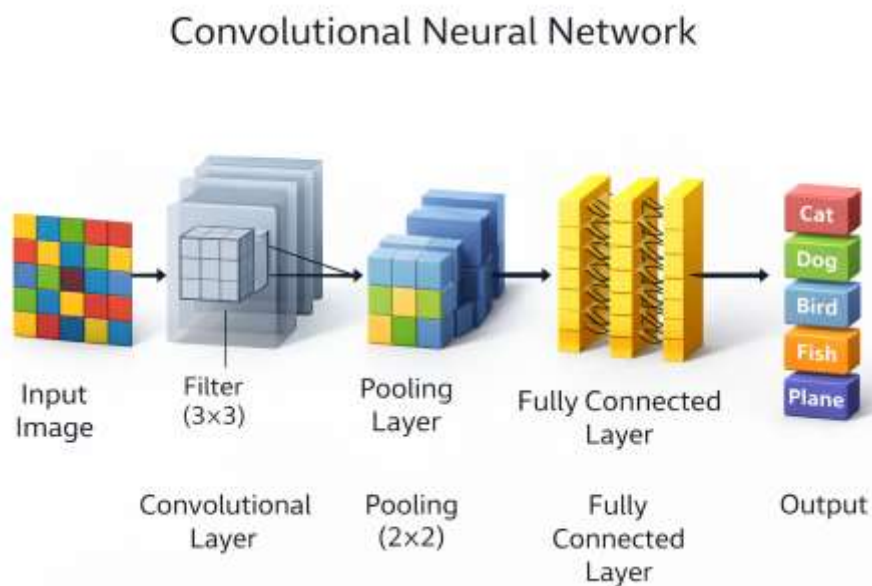 Convolutional Neural Network
Input
Image
Filter
(3×3)
Pooling
Layer
Fully Connected
Layer
Cat
Dog
Bird
Fish
Plane
Convolutional
Layer
Pooling
(2×2)
Fully
Connected
Layer
Output